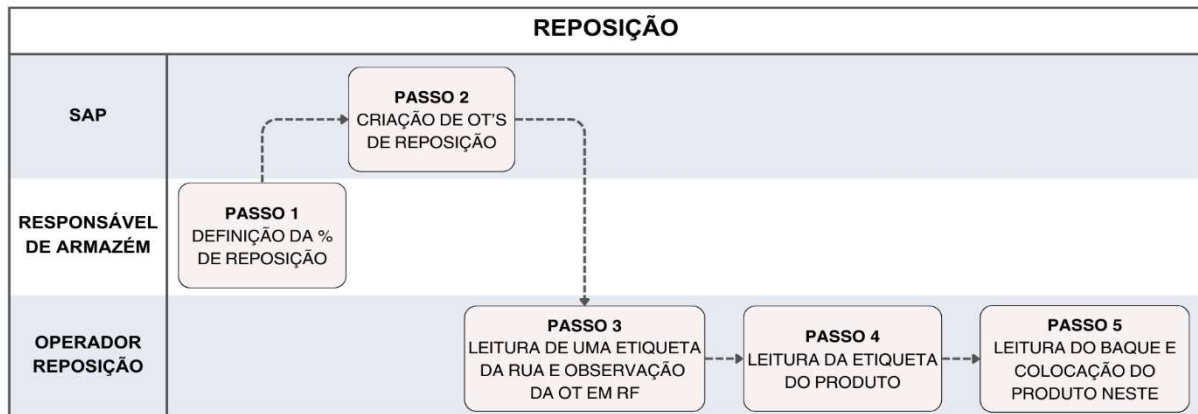 REPOSIÇÃO
SAP
PASSO 2
CRIAÇÃO DE OT'S
DE REPOSIÇÃO
RESPONSÁVEL
DE ARMAZÉM
PASSO 1
DEFINIÇÃO DA %
DE REPOSIÇÃO
OPERADOR
REPOSIÇÃO
PASSO 3
LEITURA DE UMA ETIQUETA
DA RUA E OBSERVAÇÃO
DA OT EM RF
PASSO 4
LEITURA DA ETIQUETA
DO PRODUTO
PASSO 5
LEITURA DO BAQUE E
COLOCAÇÃO DO
PRODUTO NESTE